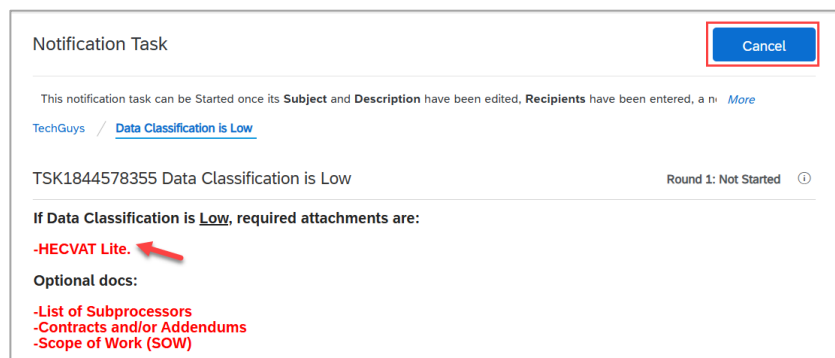 Notification Task
Cancel
This notification task can be Started once its Subject and Description have been edited, Recipients have been entered, a More
TechGuys / Data Classification is Low
TSK1844578355 Data Classification is Low
Round 1: Not Started
If Data Classification is Low, required attachments are:
-HECVAT Lite.
Optional docs:
-List of Subprocessors
-Contracts and/or Addendums
-Scope of Work (SOW)